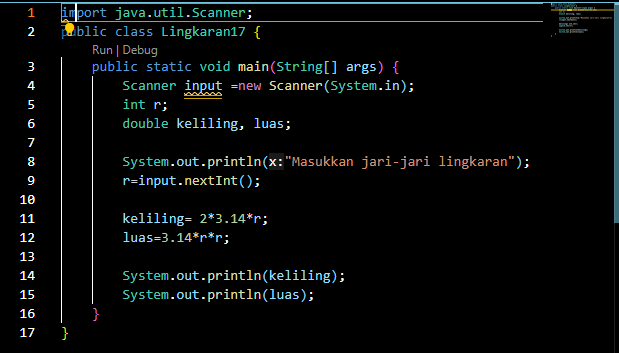 1 import java.util.Scanner;
2 public class Lingkaran17 {
Run | Debug
3 public static void main(String[] args) {
4 Scanner input =new Scanner(System.in);
5 int r;
6 double keliling, luas;
7
8 System.out.println(x:"Masukkan jari-jari lingkaran");
9 r=input.nextInt();
10
11 keliling= 2*3.14*r;
12 luas=3.14*r*r;
13
14 System.out.println(keliling);
15 System.out.println(luas);
16 }
17 }